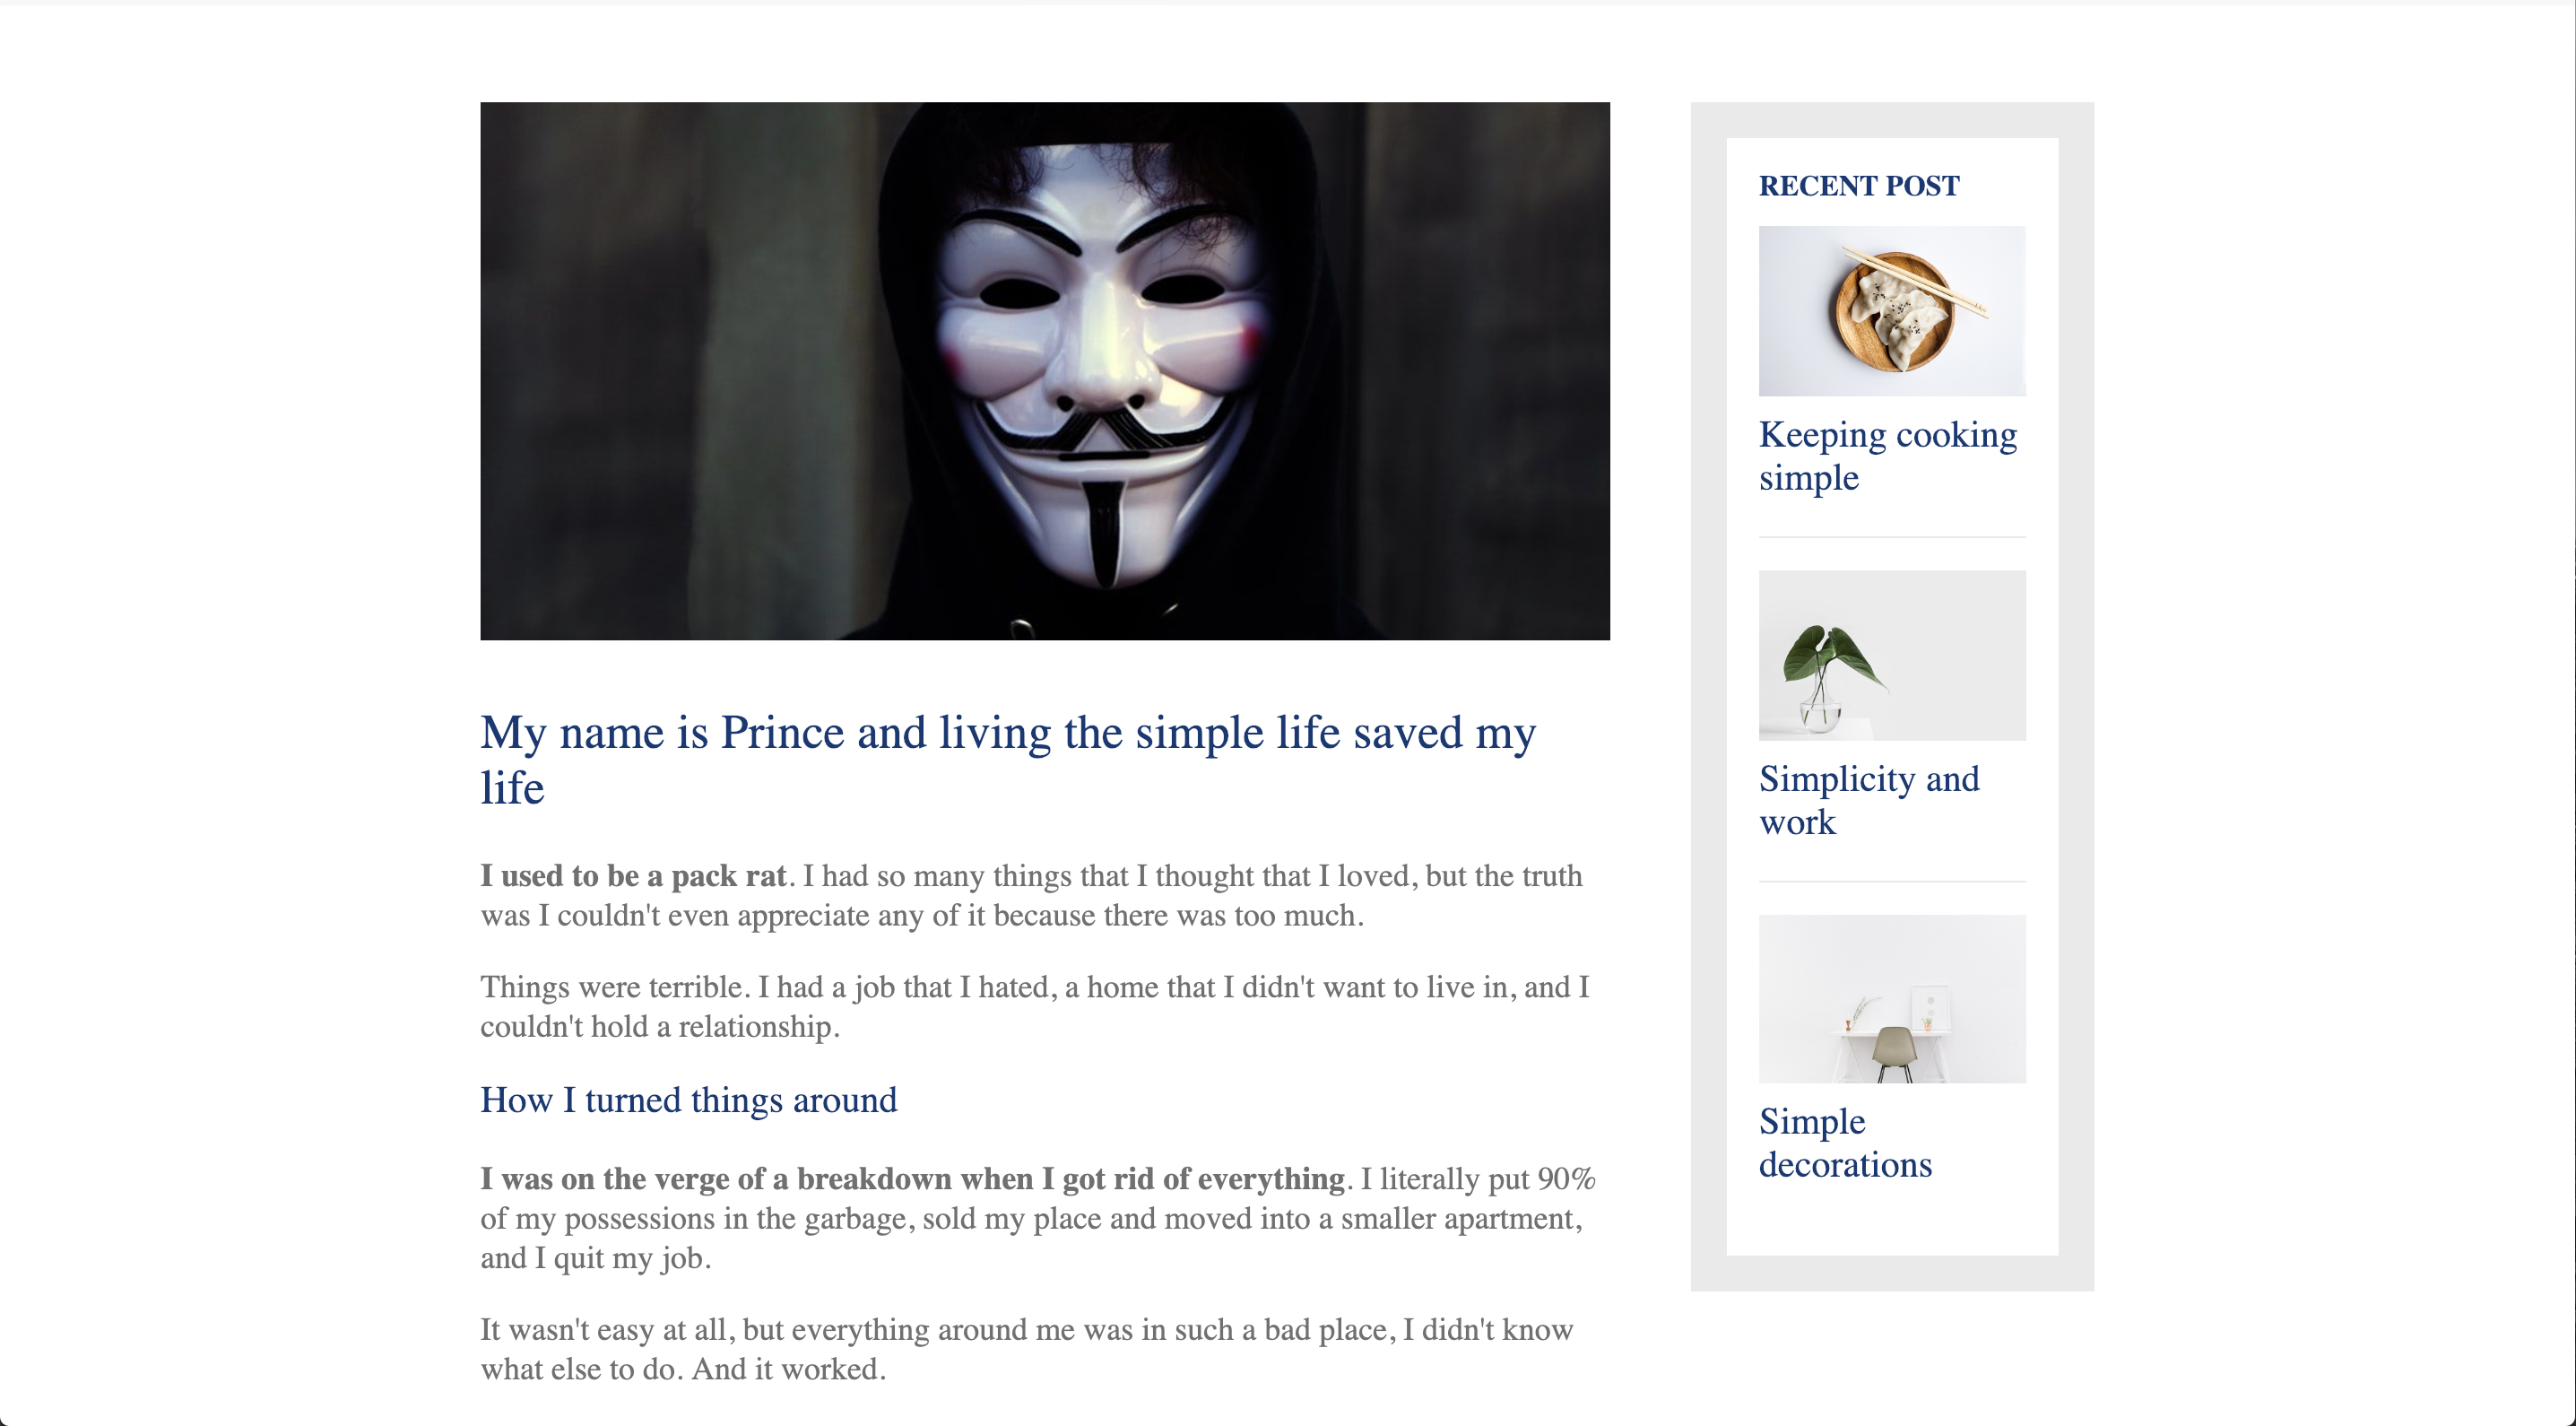 My name is Prince and living the simple life saved my
life
I used to be a pack rat. I had so many things that I thought that I loved, but the truth
was I couldn't even appreciate any of it because there was too much.
Things were terrible. I had a job that I hated, a home that I didn't want to live in, and I
couldn't hold a relationship.
How I turned things around
I was on the verge of a breakdown when I got rid of everything. I literally put 90%
of my possessions in the garbage, sold my place and moved into a smaller apartment,
and I quit my job.
It wasn't easy at all, but everything around me was in such a bad place, I didn't know
what else to do. And it worked.
RECENT POST
Keeping cooking
simple
Simplicity and
work
Simple
decorations